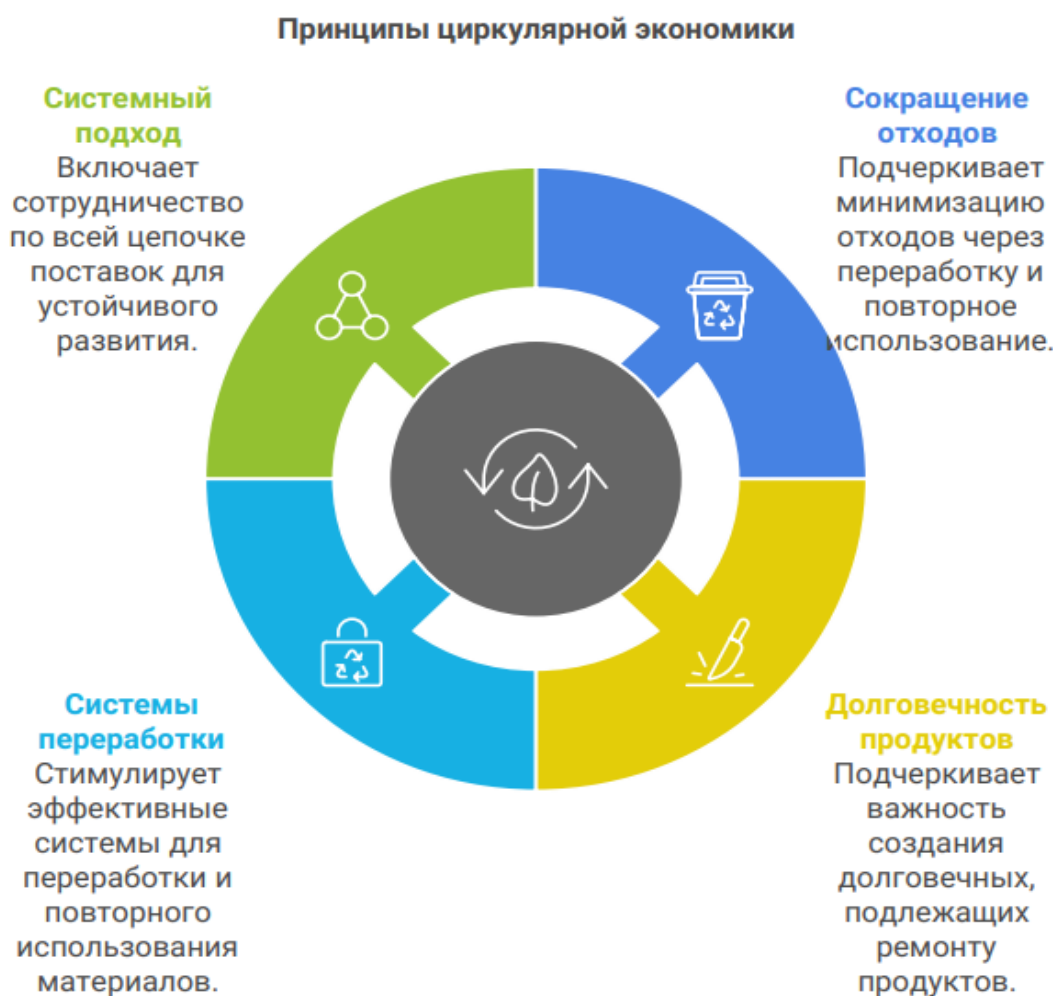 Принципы циркулярной экономики
Системный
подход
Включает
сотрудничество
по всей цепочке
поставок для
устойчивого
развития.
Сокращение
отходов
Подчеркивает
минимизацию
отходов через
переработку и
повторное
использование.
Системы
переработки
Стимулирует
эффективные
системы для
переработки и
повторного
использования
материалов.
Долговечность
продуктов
Подчеркивает
важность
создания
долговечных,
подлежащих
ремонту
продуктов.